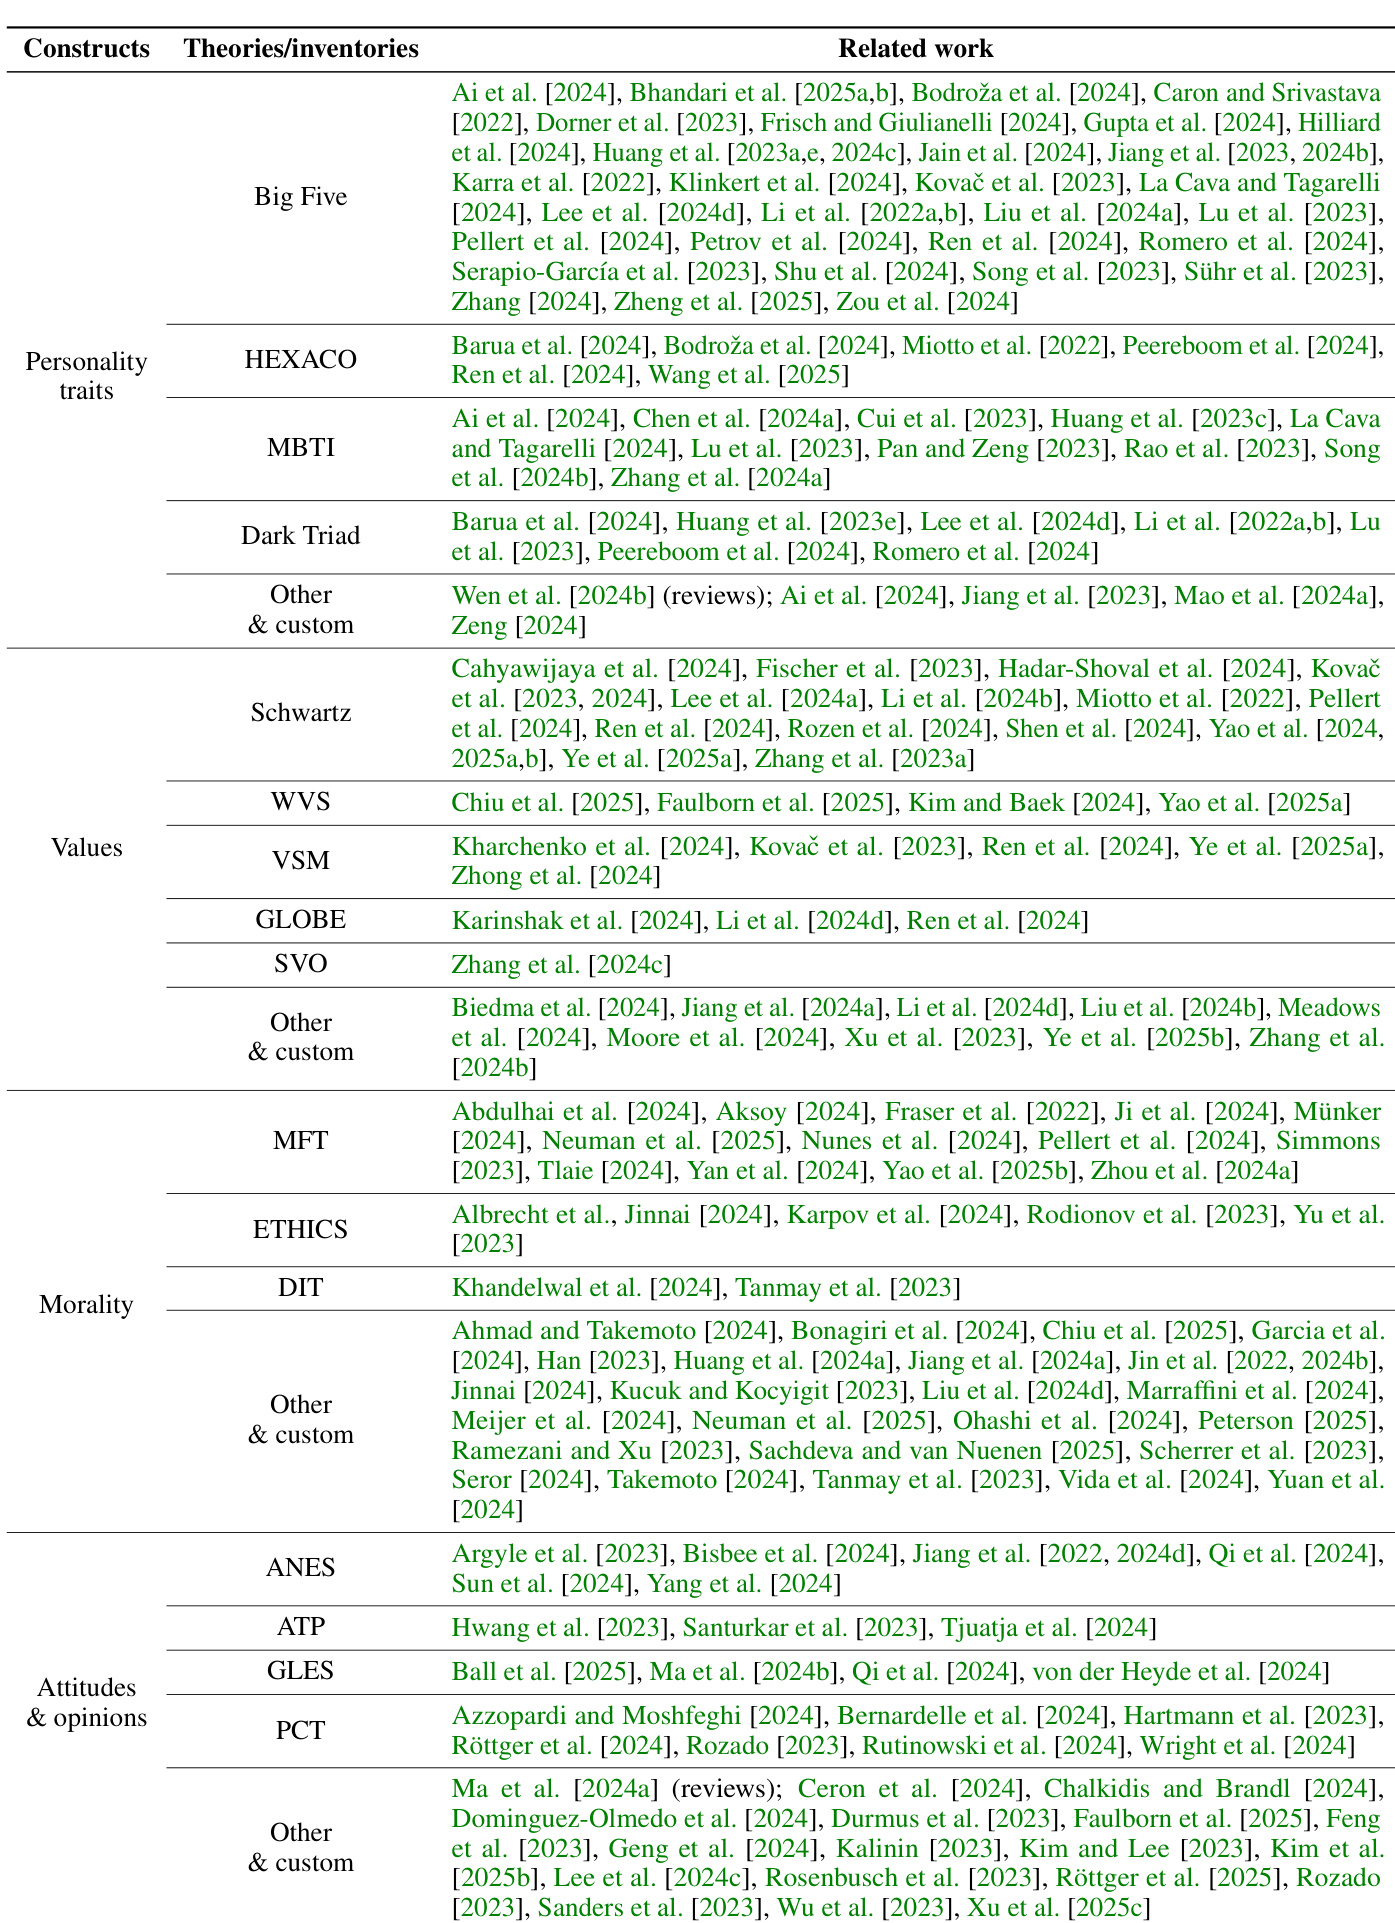 Constructs Theories/inventories Related work
Big Five
Ai et al. [2024], Bhandari et al. [2025a,b], Bodroža et al. [2024], Caron and Srivastava
[2022], Dorner et al. [2023], Frisch and Giulianelli [2024], Gupta et al. [2024], Hilliard
et al. [2024], Huang et al. [2023a,e, 2024c], Jain et al. [2024], Jiang et al. [2023, 2024b],
Karra et al. [2022], Klinkert et al. [2024], Kovač et al. [2023], La Cava and Tagarelli
[2024], Lee et al. [2024d], Li et al. [2022a,b], Liu et al. [2024a], Lu et al. [2023],
Pellert et al. [2024], Petrov et al. [2024], Ren et al. [2024], Romero et al. [2024],
Serapio-García et al. [2023], Shu et al. [2024], Song et al. [2023], Sühr et al. [2023],
Zhang [2024], Zheng et al. [2025], Zou et al. [2024]
Personality
traits
HEXACO
Barua et al. [2024], Bodroža et al. [2024], Miotto et al. [2022], Peereboom et al. [2024],
Ren et al. [2024], Wang et al. [2025]
MBTI
Ai et al. [2024], Chen et al. [2024a], Cui et al. [2023], Huang et al. [2023c], La Cava
and Tagarelli [2024], Lu et al. [2023], Pan and Zeng [2023], Rao et al. [2023], Song
et al. [2024b], Zhang et al. [2024a]
Dark Triad
Barua et al. [2024], Huang et al. [2023e], Lee et al. [2024d], Li et al. [2022a,b], Lu
et al. [2023], Peereboom et al. [2024], Romero et al. [2024]
Other
& custom
Wen et al. [2024b] (reviews); Ai et al. [2024], Jiang et al. [2023], Mao et al. [2024a],
Zeng [2024]
Values
Schwartz
Cahyawijaya et al. [2024], Fischer et al. [2023], Hadar-Shoval et al. [2024], Kovač
et al. [2023, 2024], Lee et al. [2024a], Li et al. [2024b], Miotto et al. [2022], Pellert
et al. [2024], Ren et al. [2024], Rozen et al. [2024], Shen et al. [2024], Yao et al. [2024,
2025a,b], Ye et al. [2025a], Zhang et al. [2023a]
WVS
Chiu et al. [2025], Faulborn et al. [2025], Kim and Baek [2024], Yao et al. [2025a]
VSM
Kharchenko et al. [2024], Kovač et al. [2023], Ren et al. [2024], Ye et al. [2025a],
Zhong et al. [2024]
GLOBE
Karinshak et al. [2024], Li et al. [2024d], Ren et al. [2024]
SVO
Zhang et al. [2024c]
Other
& custom
Biedma et al. [2024], Jiang et al. [2024a], Li et al. [2024d], Liu et al. [2024b], Meadows
et al. [2024], Moore et al. [2024], Xu et al. [2023], Ye et al. [2025b], Zhang et al.
[2024b]
Morality
MFT
Abdulhai et al. [2024], Aksoy [2024], Fraser et al. [2022], Ji et al. [2024], Münker
[2024], Neuman et al. [2025], Nunes et al. [2024], Pellert et al. [2024], Simmons
[2023], Tlaie [2024], Yan et al. [2024], Yao et al. [2025b], Zhou et al. [2024a]
ETHICS
Albrecht et al., Jinnai [2024], Karpov et al. [2024], Rodionov et al. [2023], Yu et al.
[2023]
DIT
Khandelwal et al. [2024], Tanmay et al. [2023]
Other
& custom
Ahmad and Takemoto [2024], Bonagiri et al. [2024], Chiu et al. [2025], Garcia et al.
[2024], Han [2023], Huang et al. [2024a], Jiang et al. [2024a], Jin et al. [2022, 2024b],
Jinnai [2024], Kucuk and Kocyigit [2023], Liu et al. [2024d], Marraffini et al. [2024],
Meijer et al. [2024], Neuman et al. [2025], Ohashi et al. [2024], Peterson [2025],
Ramezani and Xu [2023], Sachdeva and van Nuenen [2025], Scherrer et al. [2023],
Seror [2024], Takemoto [2024], Tanmay et al. [2023], Vida et al. [2024], Yuan et al.
[2024]
Attitudes
& opinions
ANES
Argyle et al. [2023], Bisbee et al. [2024], Jiang et al. [2022, 2024d], Qi et al. [2024],
Sun et al. [2024], Yang et al. [2024]
ATP
Hwang et al. [2023], Santurkar et al. [2023], Tjuatja et al. [2024]
GLES
Ball et al. [2025], Ma et al. [2024b], Qi et al. [2024], von der Heyde et al. [2024]
PCT
Azzopardi and Moshfeghi [2024], Bernardelle et al. [2024], Hartmann et al. [2023],
Röttger et al. [2024], Rozado [2023], Rutinowski et al. [2024], Wright et al. [2024]
Other
& custom
Ma et al. [2024a] (reviews); Ceron et al. [2024], Chalkidis and Brandl [2024],
Dominguez-Olmedo et al. [2024], Durmus et al. [2023], Faulborn et al. [2025], Feng
et al. [2023], Geng et al. [2024], Kalinin [2023], Kim and Lee [2023], Kim et al.
[2025b], Lee et al. [2024c], Rosenbusch et al. [2023], Röttger et al. [2025], Rozado
[2023], Sanders et al. [2023], Wu et al. [2023], Xu et al. [2025c]